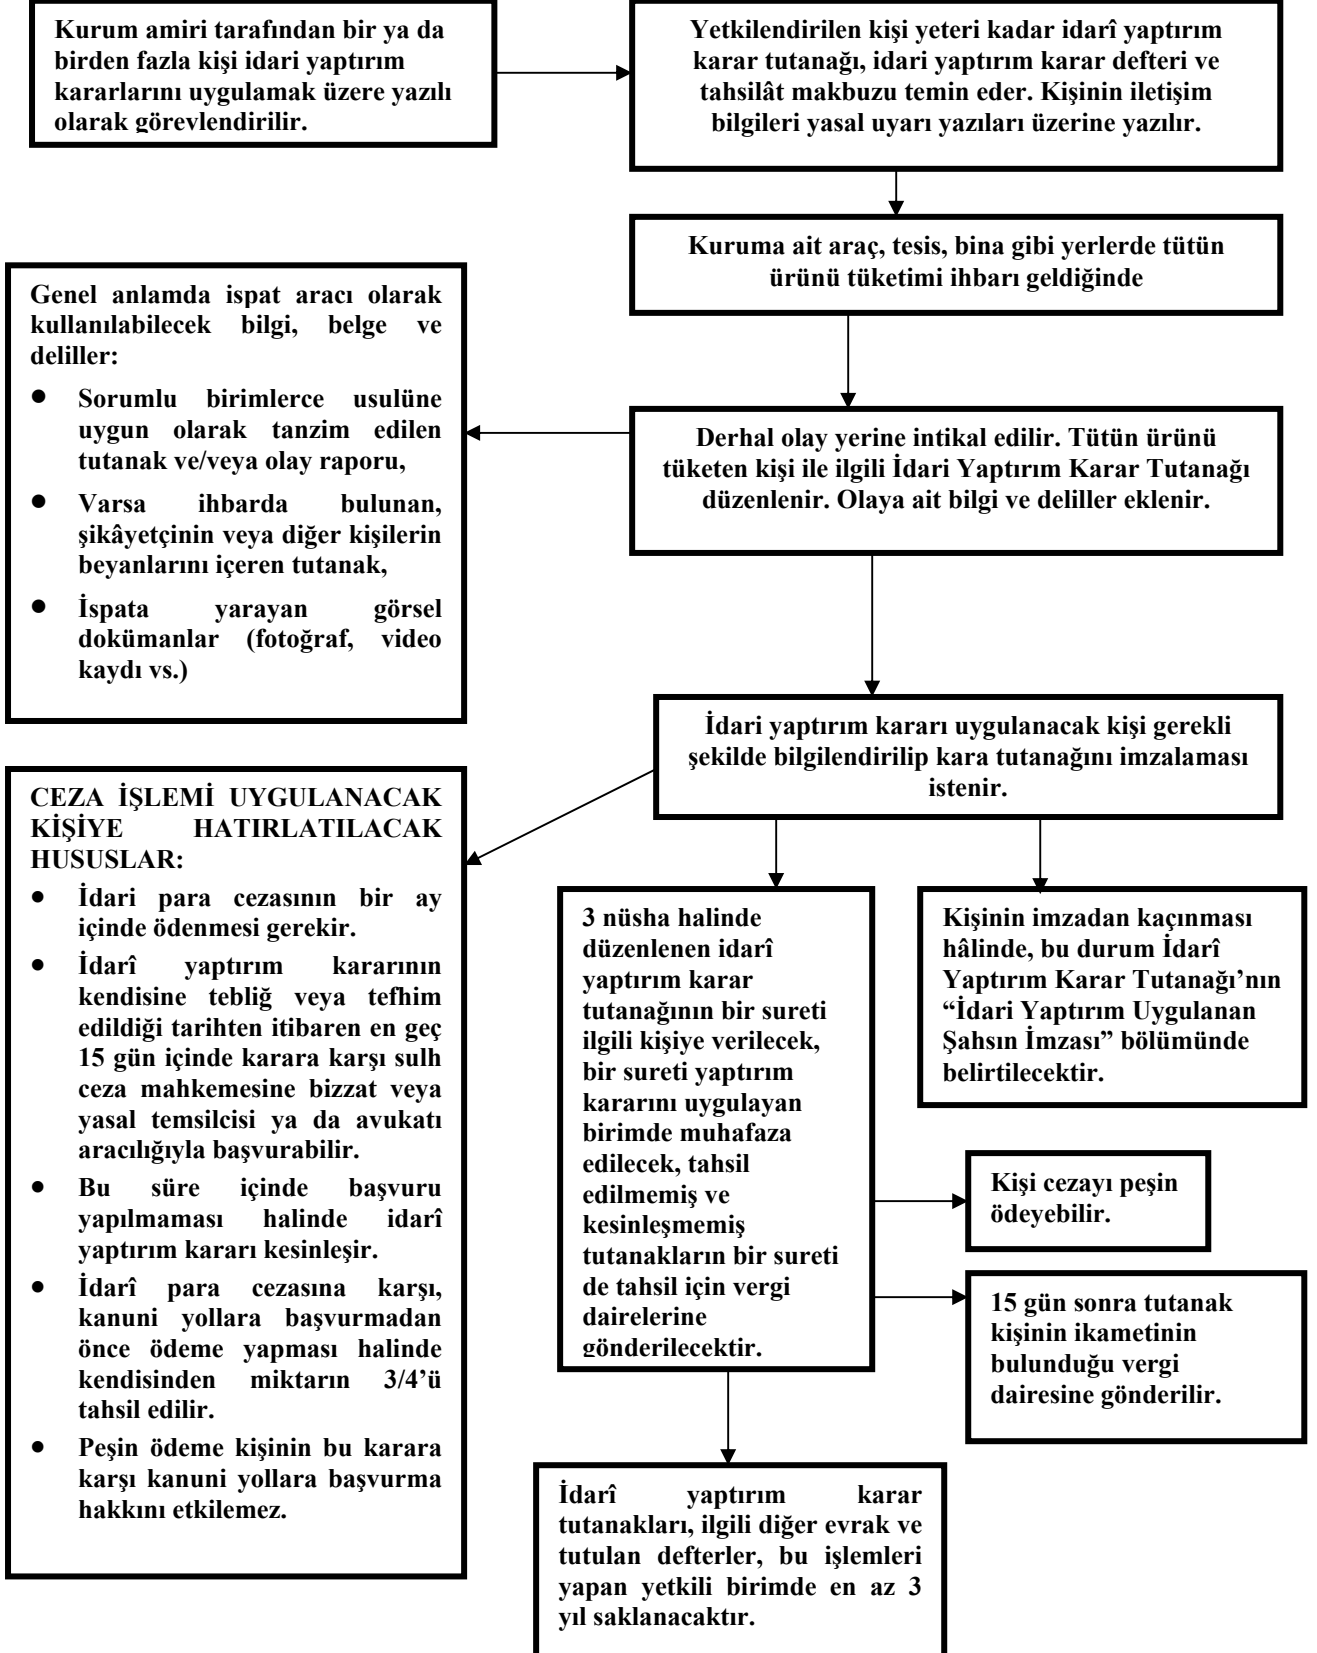 Kurum amiri tarafından bir ya da
birden fazla kişi idari yaptırım
kararlarını uygulamak üzere yazılı
olarak görevlendirilir.
Yetkilendirilen kişi yeteri kadar idarî yaptırım
karar tutanağı, idari yaptırım karar defteri ve
tahsilât makbuzu temin eder. Kişinin iletişim
bilgileri yasal uyarı yazıları üzerine yazılır.
Kuruma ait araç, tesis, bina gibi yerlerde tütün
ürünü tüketimi ihbarı geldiğinde
Derhal olay yerine intikal edilir. Tütün ürünü
tüketen kişi ile ilgili İdari Yaptırım Karar Tutanağı
düzenlenir. Olaya ait bilgi ve deliller eklenir.
Genel anlamda ispat aracı olarak
kullanılabilecek bilgi, belge ve
deliller:
● Sorumlu birimlerce usulüne
uygun olarak tanzim edilen
tutanak ve/veya olay raporu,
● Varsa ihbarda bulunan,
şikâyetçinin veya diğer kişilerin
beyanlarını içeren tutanak,
● İspata yarayan görsel
dokümanlar (fotoğraf, video
kaydı vs.)
İdari yaptırım kararı uygulanacak kişi gerekli
şekilde bilgilendirilip kara tutanağını imzalaması
istenir.
CEZA İŞLEMİ UYGULANACAK
KİŞİYE HATIRLATILACAK
HUSUSLAR:
● İdari para cezasının bir ay
içinde ödenmesi gerekir.
● İdarî yaptırım kararının
kendisine tebliğ veya tefhim
edildiği tarihten itibaren en geç
15 gün içinde karara karşı sulh
ceza mahkemesine bizzat veya
yasal temsilcisi ya da avukatı
aracılığıyla başvurabilir.
● Bu süre içinde başvuru
yapılmaması halinde idarî
yaptırım kararı kesinleşir.
● İdarî para cezasına karşı,
kanuni yollara başvurmadan
önce ödeme yapması halinde
kendisinden miktarın 3/4’ü
tahsil edilir.
● Peşin ödeme kişinin bu karara
karşı kanuni yollara başvurma
hakkını etkilemez.
3 nüsha halinde
düzenlenen idarî
yaptırım karar
tutanağının bir sureti
ilgili kişiye verilecek,
bir sureti yaptırım
kararını uygulayan
birimde muhafaza
edilecek, tahsil
edilmemiş ve
kesinleşmemiş
tutanakların bir sureti
de tahsil için vergi
dairelerine
gönderilecektir.
Kişinin imzadan kaçınması
hâlinde, bu durum İdarî
Yaptırım Karar Tutanağı’nın
“İdari Yaptırım Uygulanan
Şahsın İmzası” bölümünde
belirtilecektir.
Kişi cezayı peşin
ödeyebilir.
15 gün sonra tutanak
kişinin ikametinin
bulunduğu vergi
dairesine gönderilir.
İdarî yaptırım karar
tutanakları, ilgili diğer evrak ve
tutulan defterler, bu işlemleri
yapan yetkili birimde en az 3
yıl saklanacaktır.